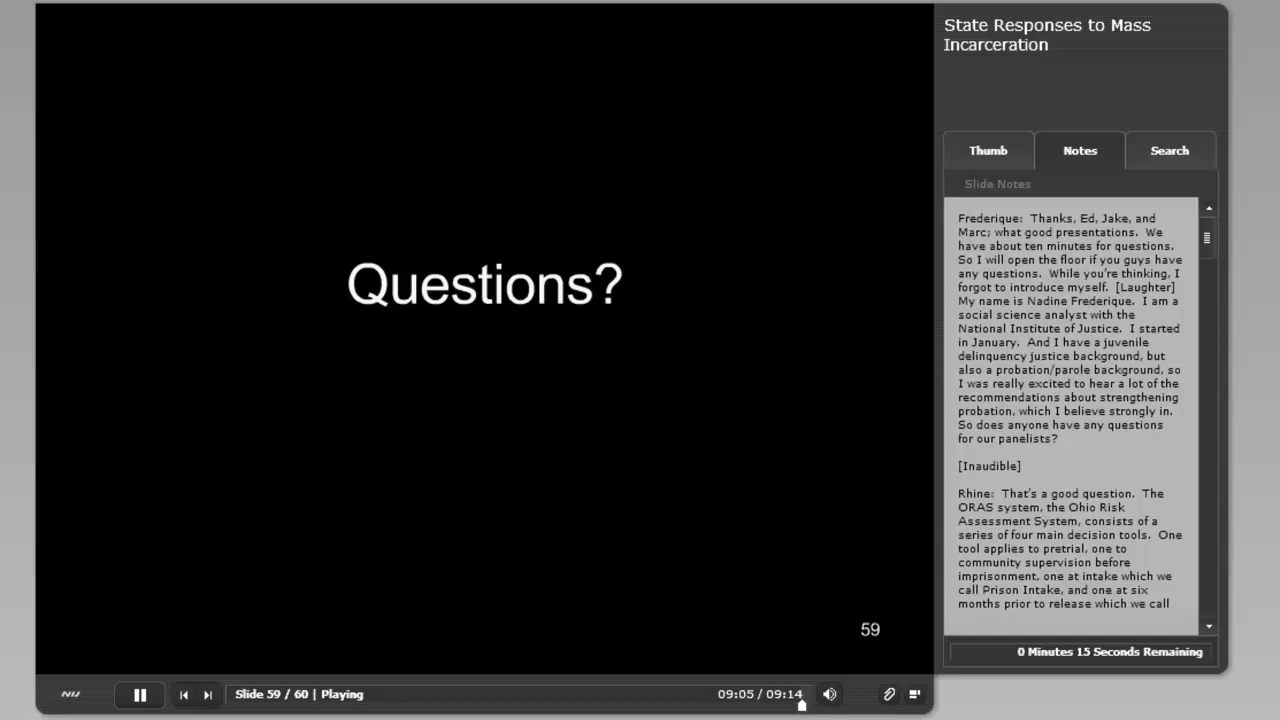 Questions?
59
State Responses to Mass
Incarceration
Thumb
Notes
Search
Slide Notes
Frederique:  Thanks, Ed, Jake, and
Marc; what good presentations.  We
have about ten minutes for questions.
So I will open the floor if you guys have
any questions.  While you're thinking, I
forgot to introduce myself.  [Laughter]
My name is Nadine Frederique.  I am a
social science analyst with the
National Institute of Justice.  I started
in January.  And I have a juvenile
delinquency justice background, but
also a probation/parole background, so
I was really excited to hear a lot of the
recommendations about strengthening
probation, which I believe strongly in.
So does anyone have any questions
for our panelists?
[Inaudible]
Rhine:  That's a good question.  The
ORAS system, the Ohio Risk
Assessment System, consists of a
series of four main decision tools.  One
tool applies to pretrial, one to
community supervision before
imprisonment, one at intake which we
call Prison Intake, and one at six
months prior to release which we call
0 Minutes 15 Seconds Remaining
Slide 59 / 60 | Playing
09:05 / 09:14